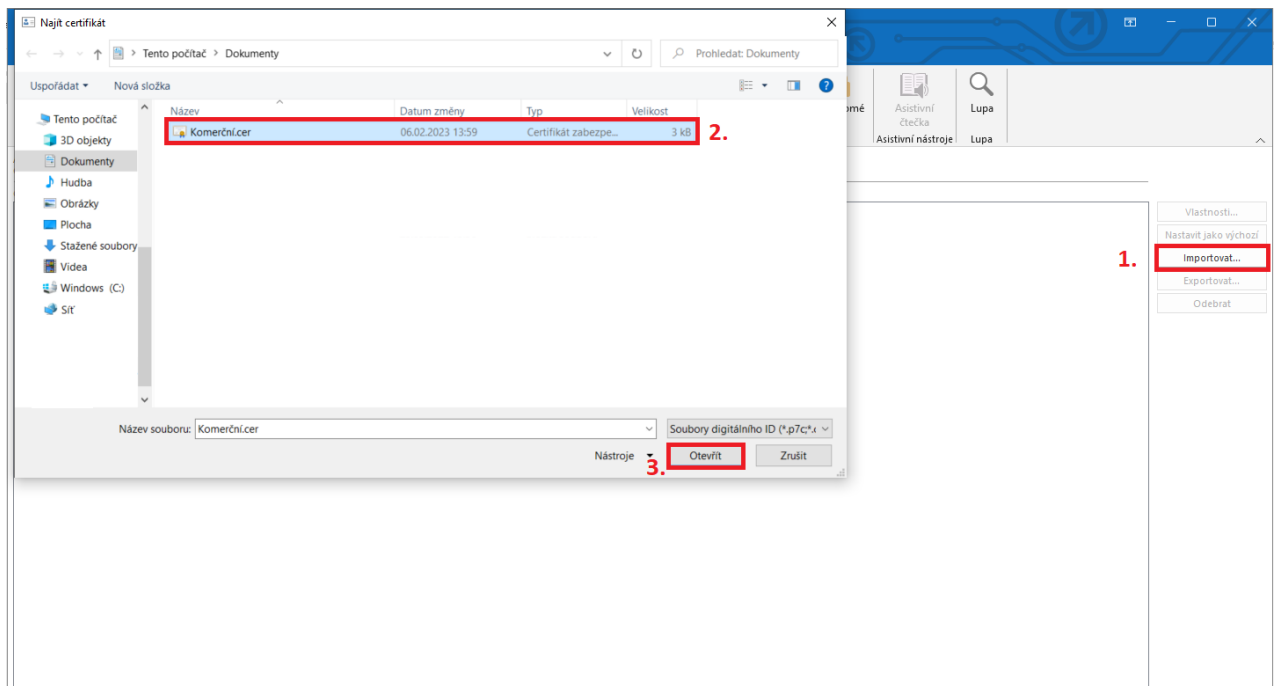 Najít certifikát
Tento počítač > Dokumenty
Prohledat: Dokumenty
Uspořádat
Nová složka
Název
Datum změny
Typ
Velikost
Komerční.cer
06.02.2023 13:59
Certifikát zabezpe...
3 kB
2.
Tento počítač
3D objekty
Dokumenty
Hudba
Obrázky
Plocha
Stažené soubory
Videa
Windows (C:)
Síť
Název souboru:
Komerční.cer
Soubory digitálního ID (*.p7c;*.c
Nástroje
3.
Otevřít
Zrušit
omé
Asistivní
čtečka
Asistivní nástroje
Lupa
Lupa
Vlastnosti...
Nastavit jako výchozí
1.
Importovat...
Exportovat...
Odebrat